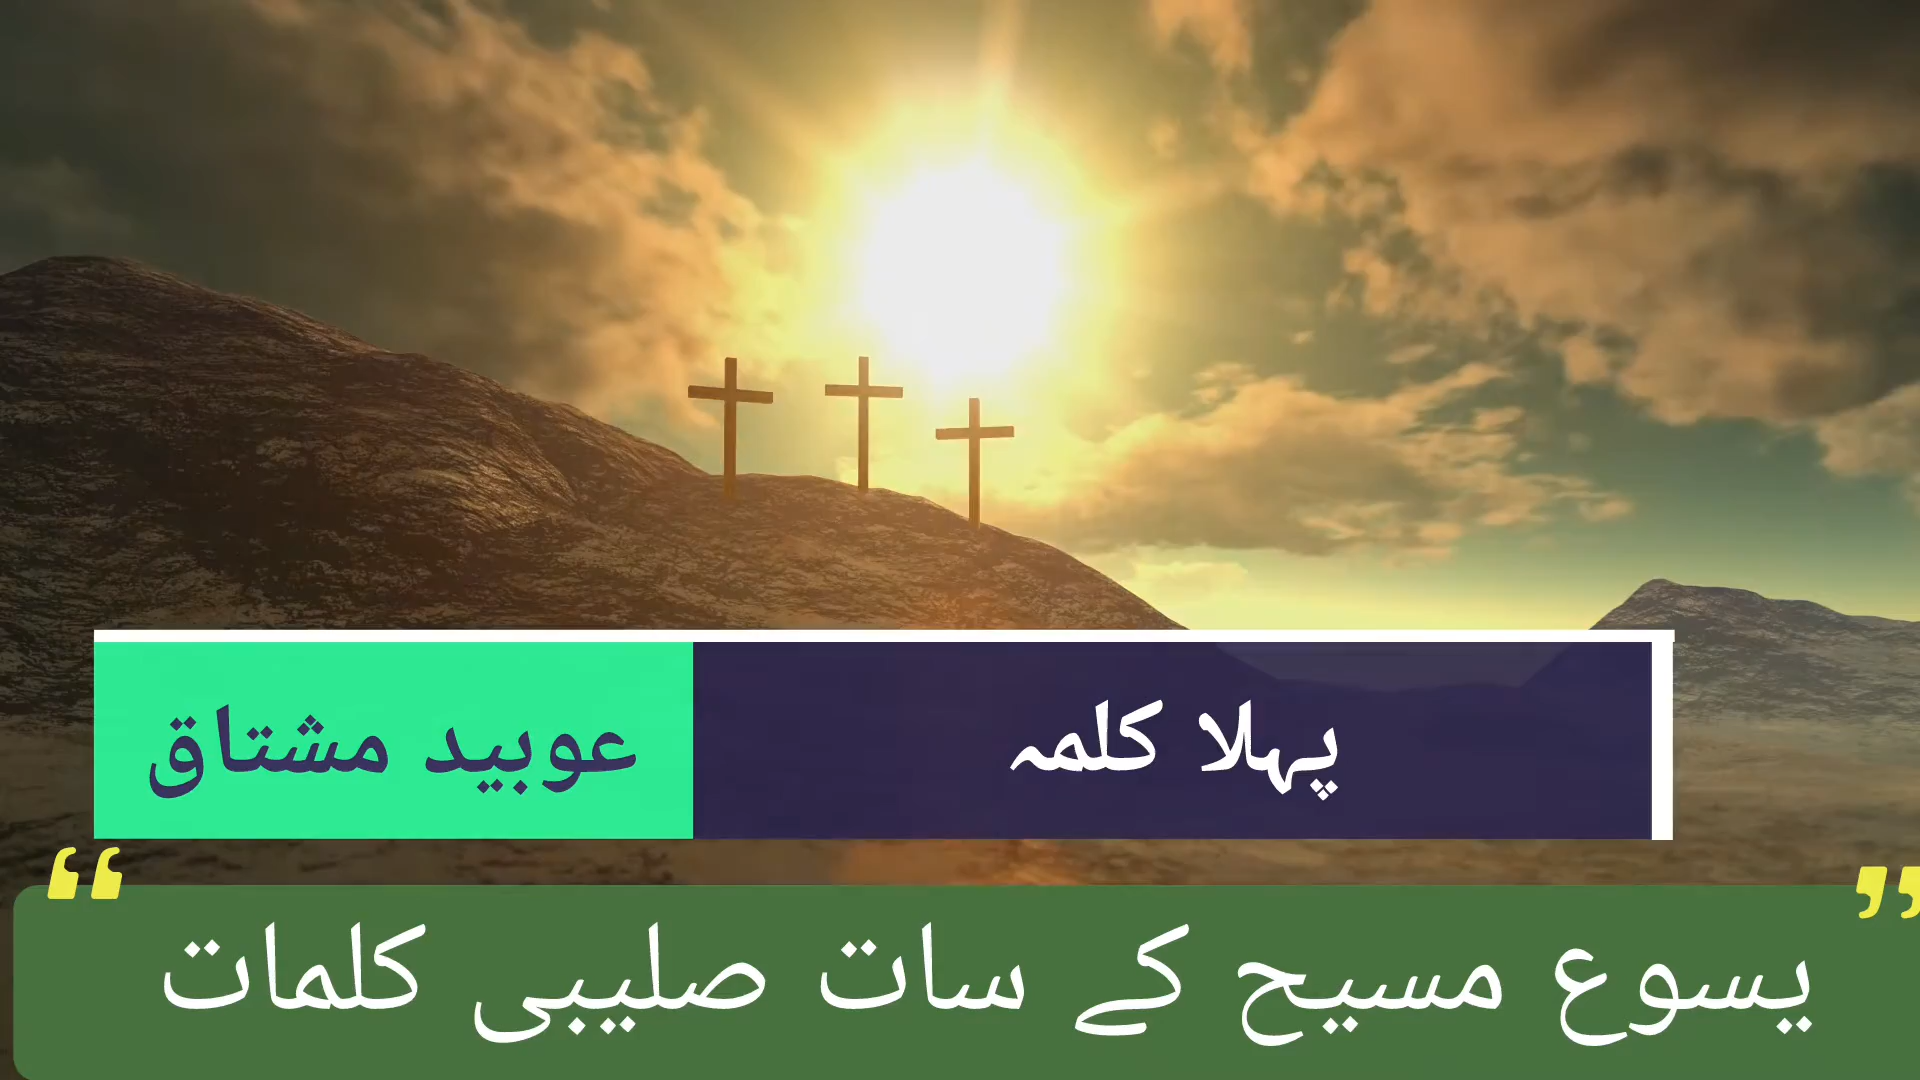 پہلا کلمہ
عوبید مشتاق
“یسوع مسیح کے سات صلیبی کلمات”